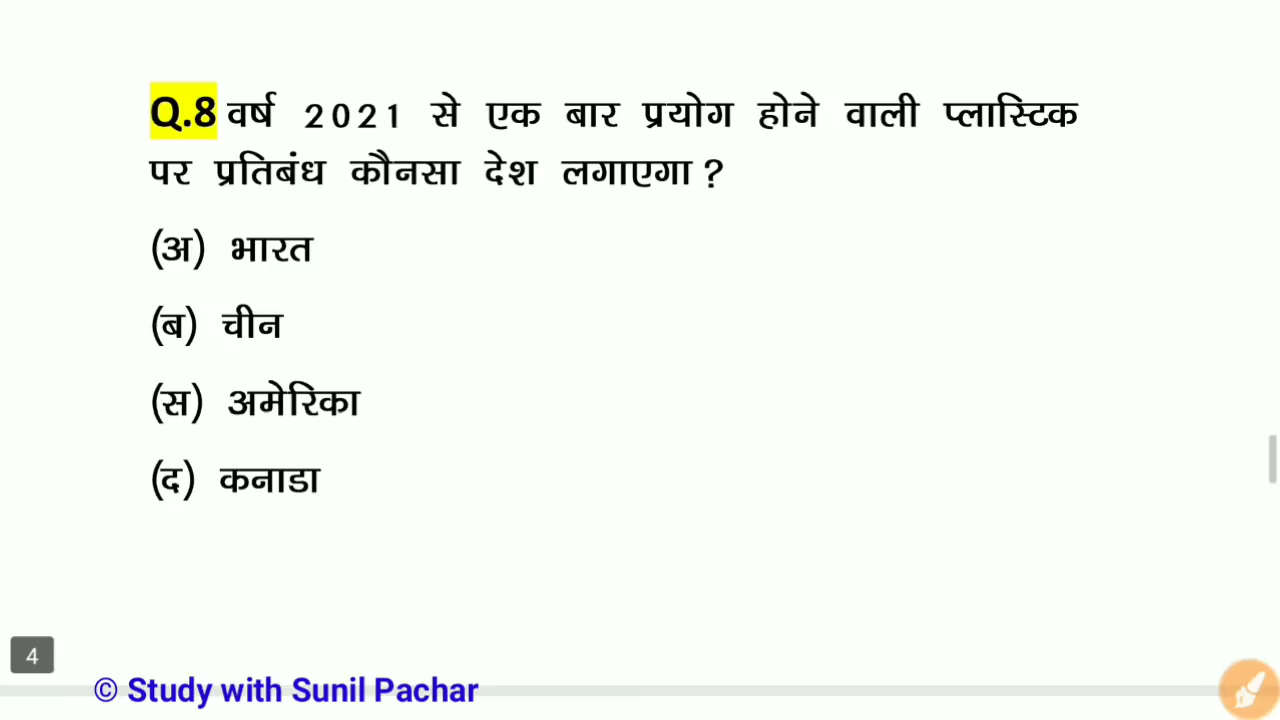 Q.8 वर्ष 2021 से एक बार प्रयोग होने वाली प्लास्टिक
पर प्रतिबंध कौनसा देश लगाएगा?
(अ) भारत
(ब) चीन
(स) अमेरिका
(द) कनाडा
4
© Study with Sunil Pachar